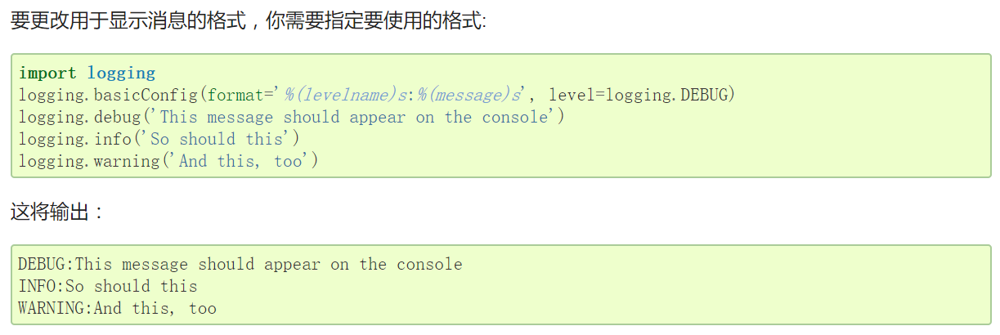 要更改用于显示消息的格式，你需要指定要使用的格式:
import logging
logging.basicConfig(format='%(levelname)s:%(message)s', level=logging.DEBUG)
logging.debug('This message should appear on the console')
logging.info('So should this')
logging.warning('And this, too')
这将输出：
DEBUG:This message should appear on the console
INFO:So should this
WARNING:And this, too